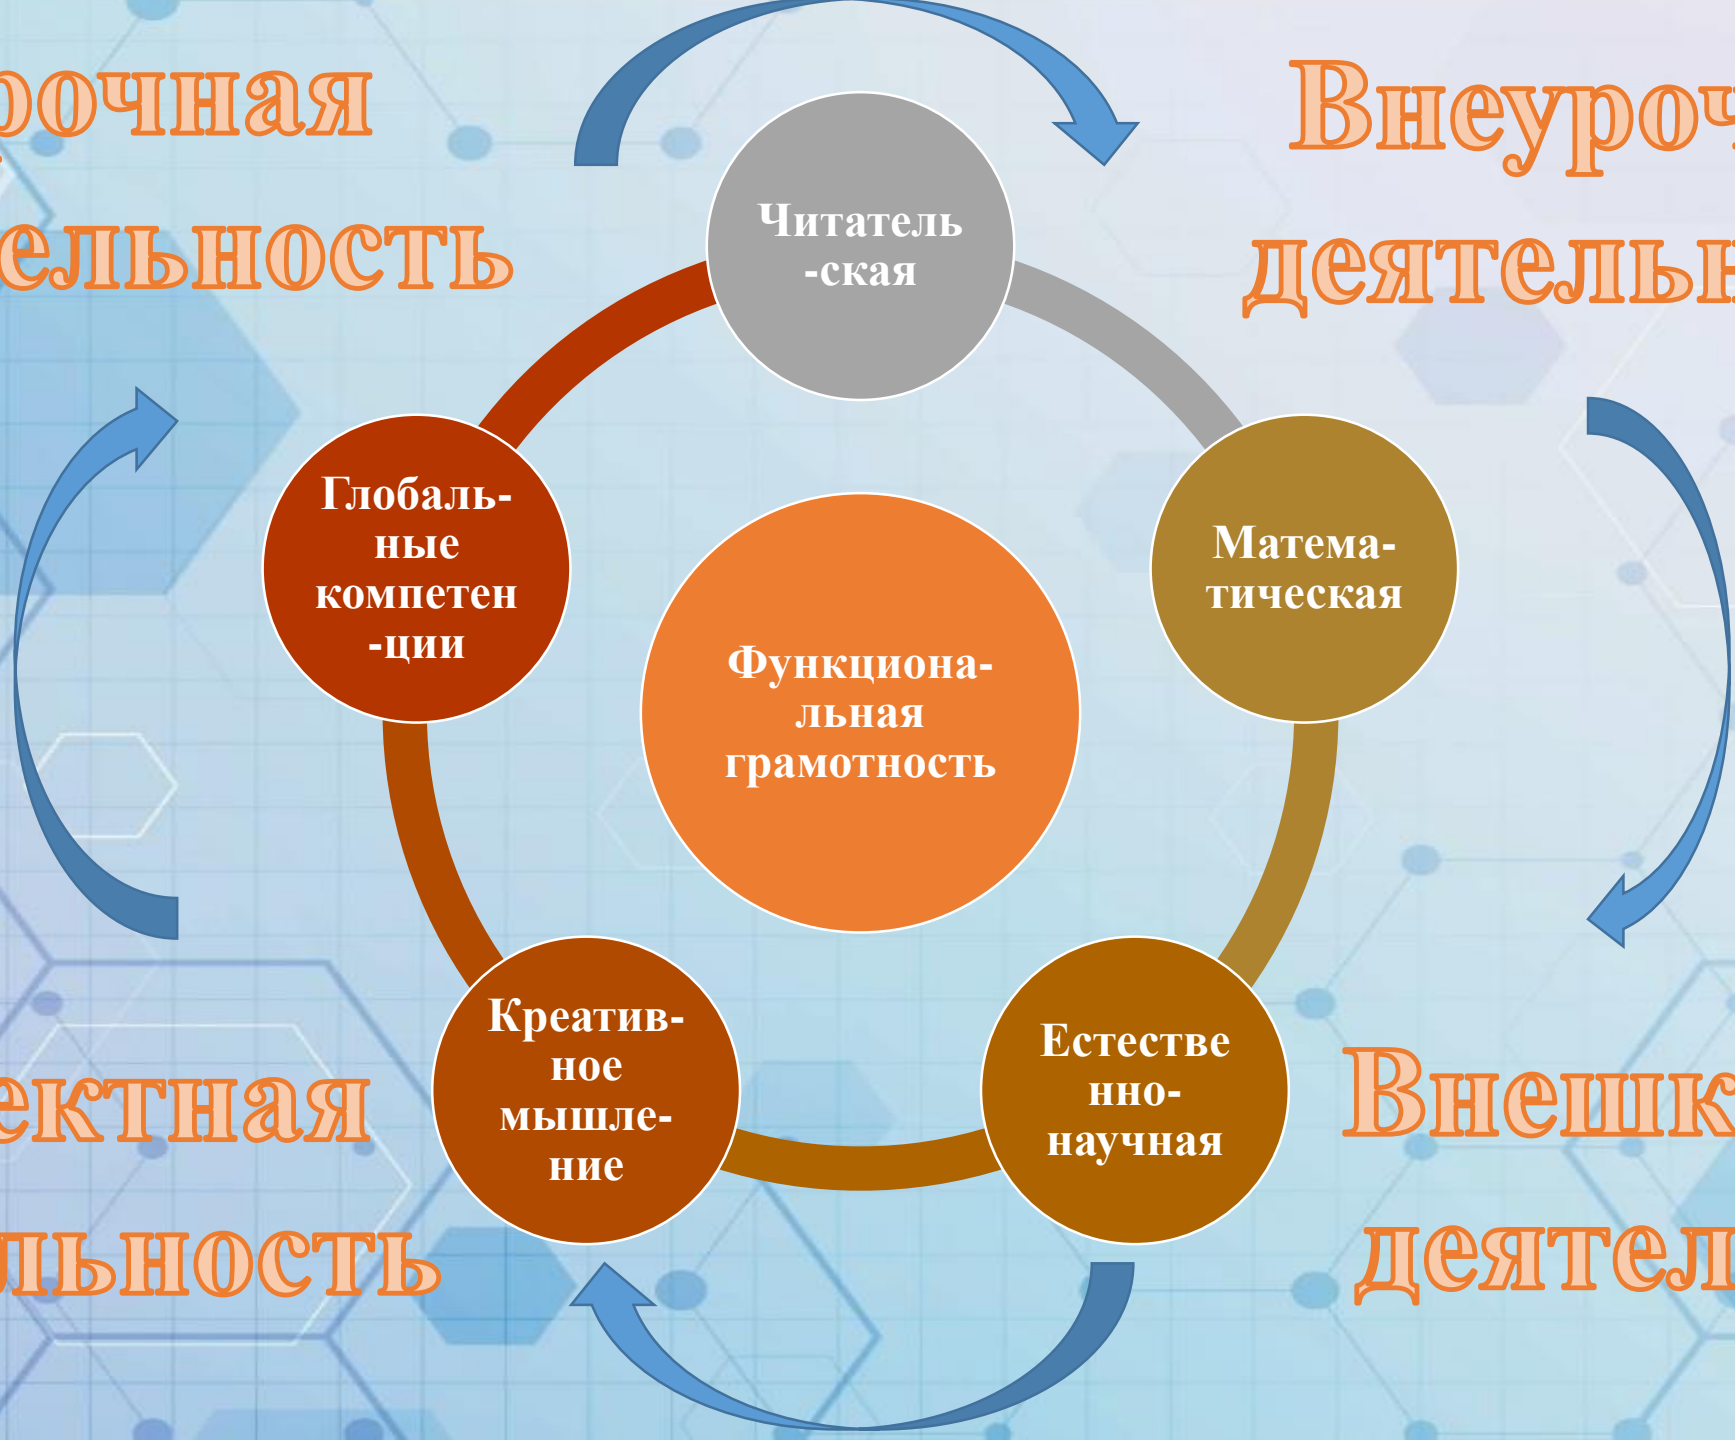 рочная
ельность
Внеуроч
деятельн
Читатель
-ская
Глобаль-
ные
компетен
-ции
Матема-
тическая
Функциона-
льная
грамотность
Креатив-
ное
мышле-
ние
Естестве
нно-
научная
ектная
льность
Внешк
деятел